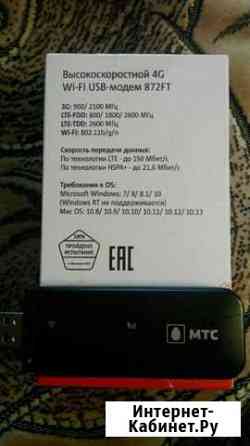 Высокоскоростной 4G
Wi-Fi USB-модем 872FT
3G: 900/ 2100 МГц
LTE-FDD: 800/ 1800/ 2600 МГц
LTE-TDD: 2600 МГц
Wi-Fi: 802.11b/g/n
Скорость передачи данных:
По технологии LTE - до 150 Мбит/с
По технологии HSPA+ - до 21,6 Мбит/с
Требования к OS:
Microsoft Windows: 7/ 8/ 8.1/ 10
(Windows RT не поддерживается)
Mac OS: 10.8/ 10.9/ 10.10/ 10.11/ 10.12/ 10.13
ПРОЙДЕНО
ИСПЫТАНИЕ
EAC
МТС
Интернет-
Кабинет.Ру